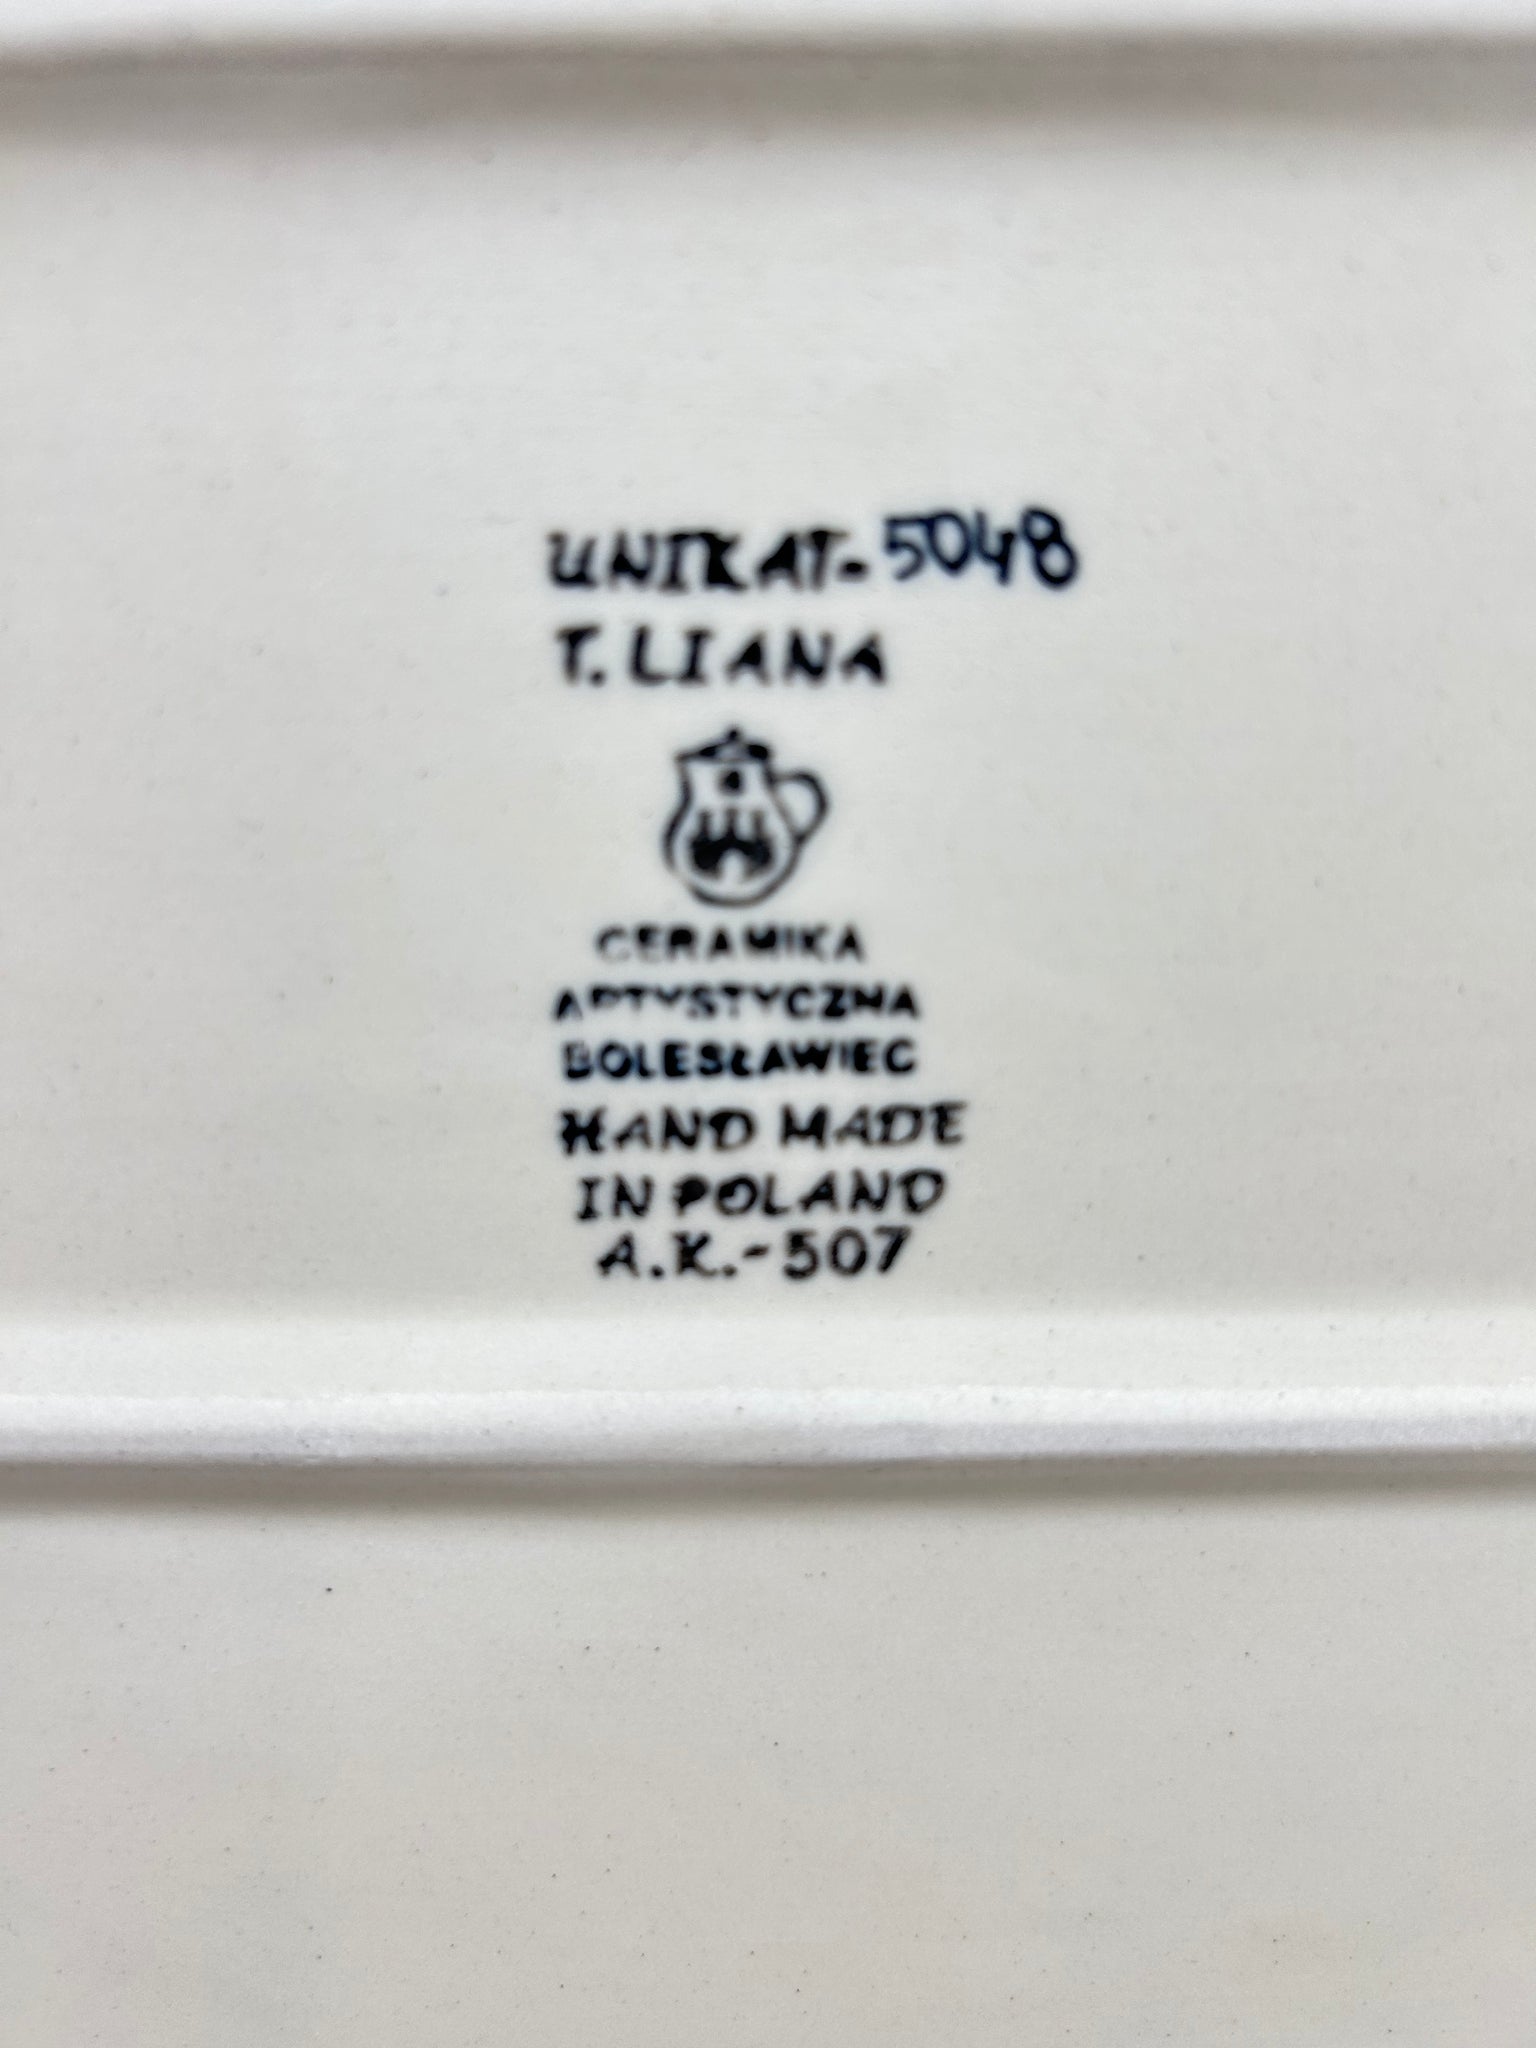 UNIKAT-5048
T. LIANA
CERAMIKA
ARTYSTYCZNA
BOLESŁAWIEC
HAND MADE
IN POLAND
A.K.-507